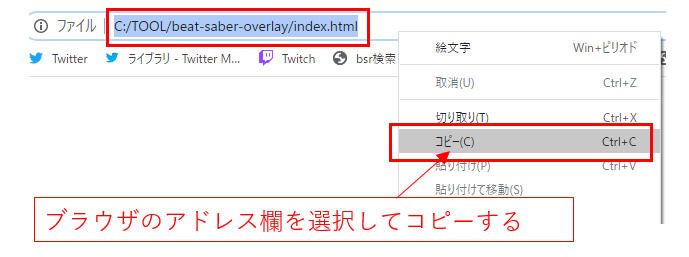 ファイル C:/TOOL/beat-saber-overlay/index.html
Twitter ライブラリ - Twitter M... Twitch bsr検索
絵文字 Win+ピリオド
取消(U) Ctrl+Z
切り取り(T) Ctrl+X
コピー(C) Ctrl+C
貼り付け(P) Ctrl+V
貼り付けて移動(S)
ブラウザのアドレス欄を選択してコピーする